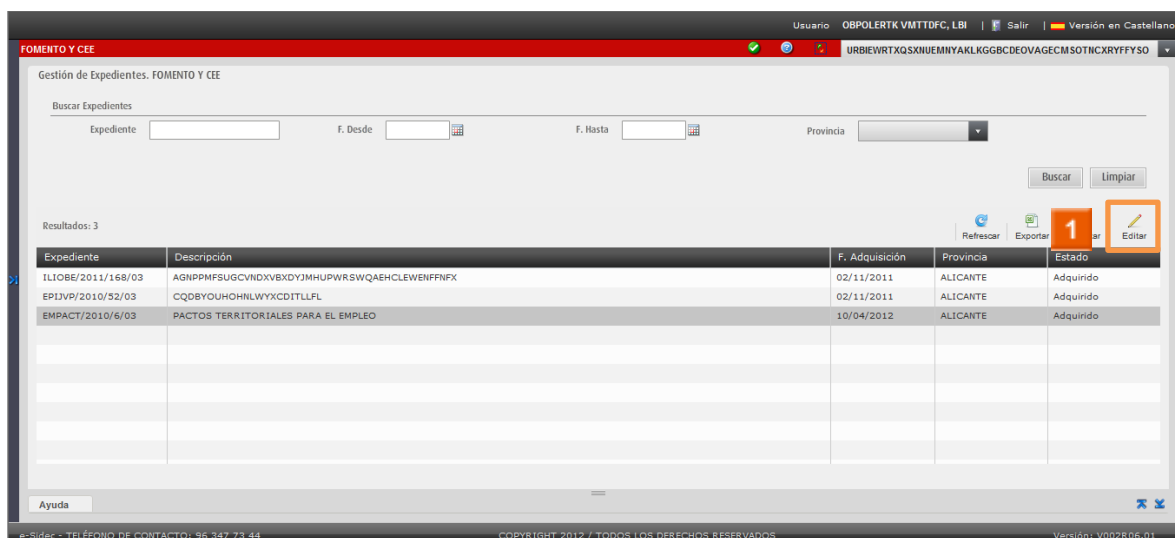 Usuario OBPOLERTK VMTTDFC, LBI | Salir | Versión en Castellano
FOMENTO Y CEE URBIEWRTXQSXNUEMNYAKLKGGBCDEOVAGECMSOTNCXRYFFYSO
Gestión de Expedientes. FOMENTO Y CEE
Buscar Expedientes
Expediente F. Desde F. Hasta Provincia
Buscar Limpiar
Resultados: 3 Refrescar Exportar 1 ar Editar
Expediente Descripción F. Adquisición Provincia Estado
ILIOBE/2011/168/03 AGNPPMFSUGCVNDXVBXDYJMHUPWRSWQAEHCLEWENFFNFX 02/11/2011 ALICANTE Adquirido
EPIJVP/2010/52/03 CQDBYOUHOHNLWYXCDITLLFL 02/11/2011 ALICANTE Adquirido
EMPACT/2010/6/03 PACTOS TERRITORIALES PARA EL EMPLEO 10/04/2012 ALICANTE Adquirido
Ayuda
e-Sidec - TELÉFONO DE CONTACTO: 96 347 73 44 COPYRIGHT 2012 / TODOS LOS DERECHOS RESERVADOS Versión: V002R06.01